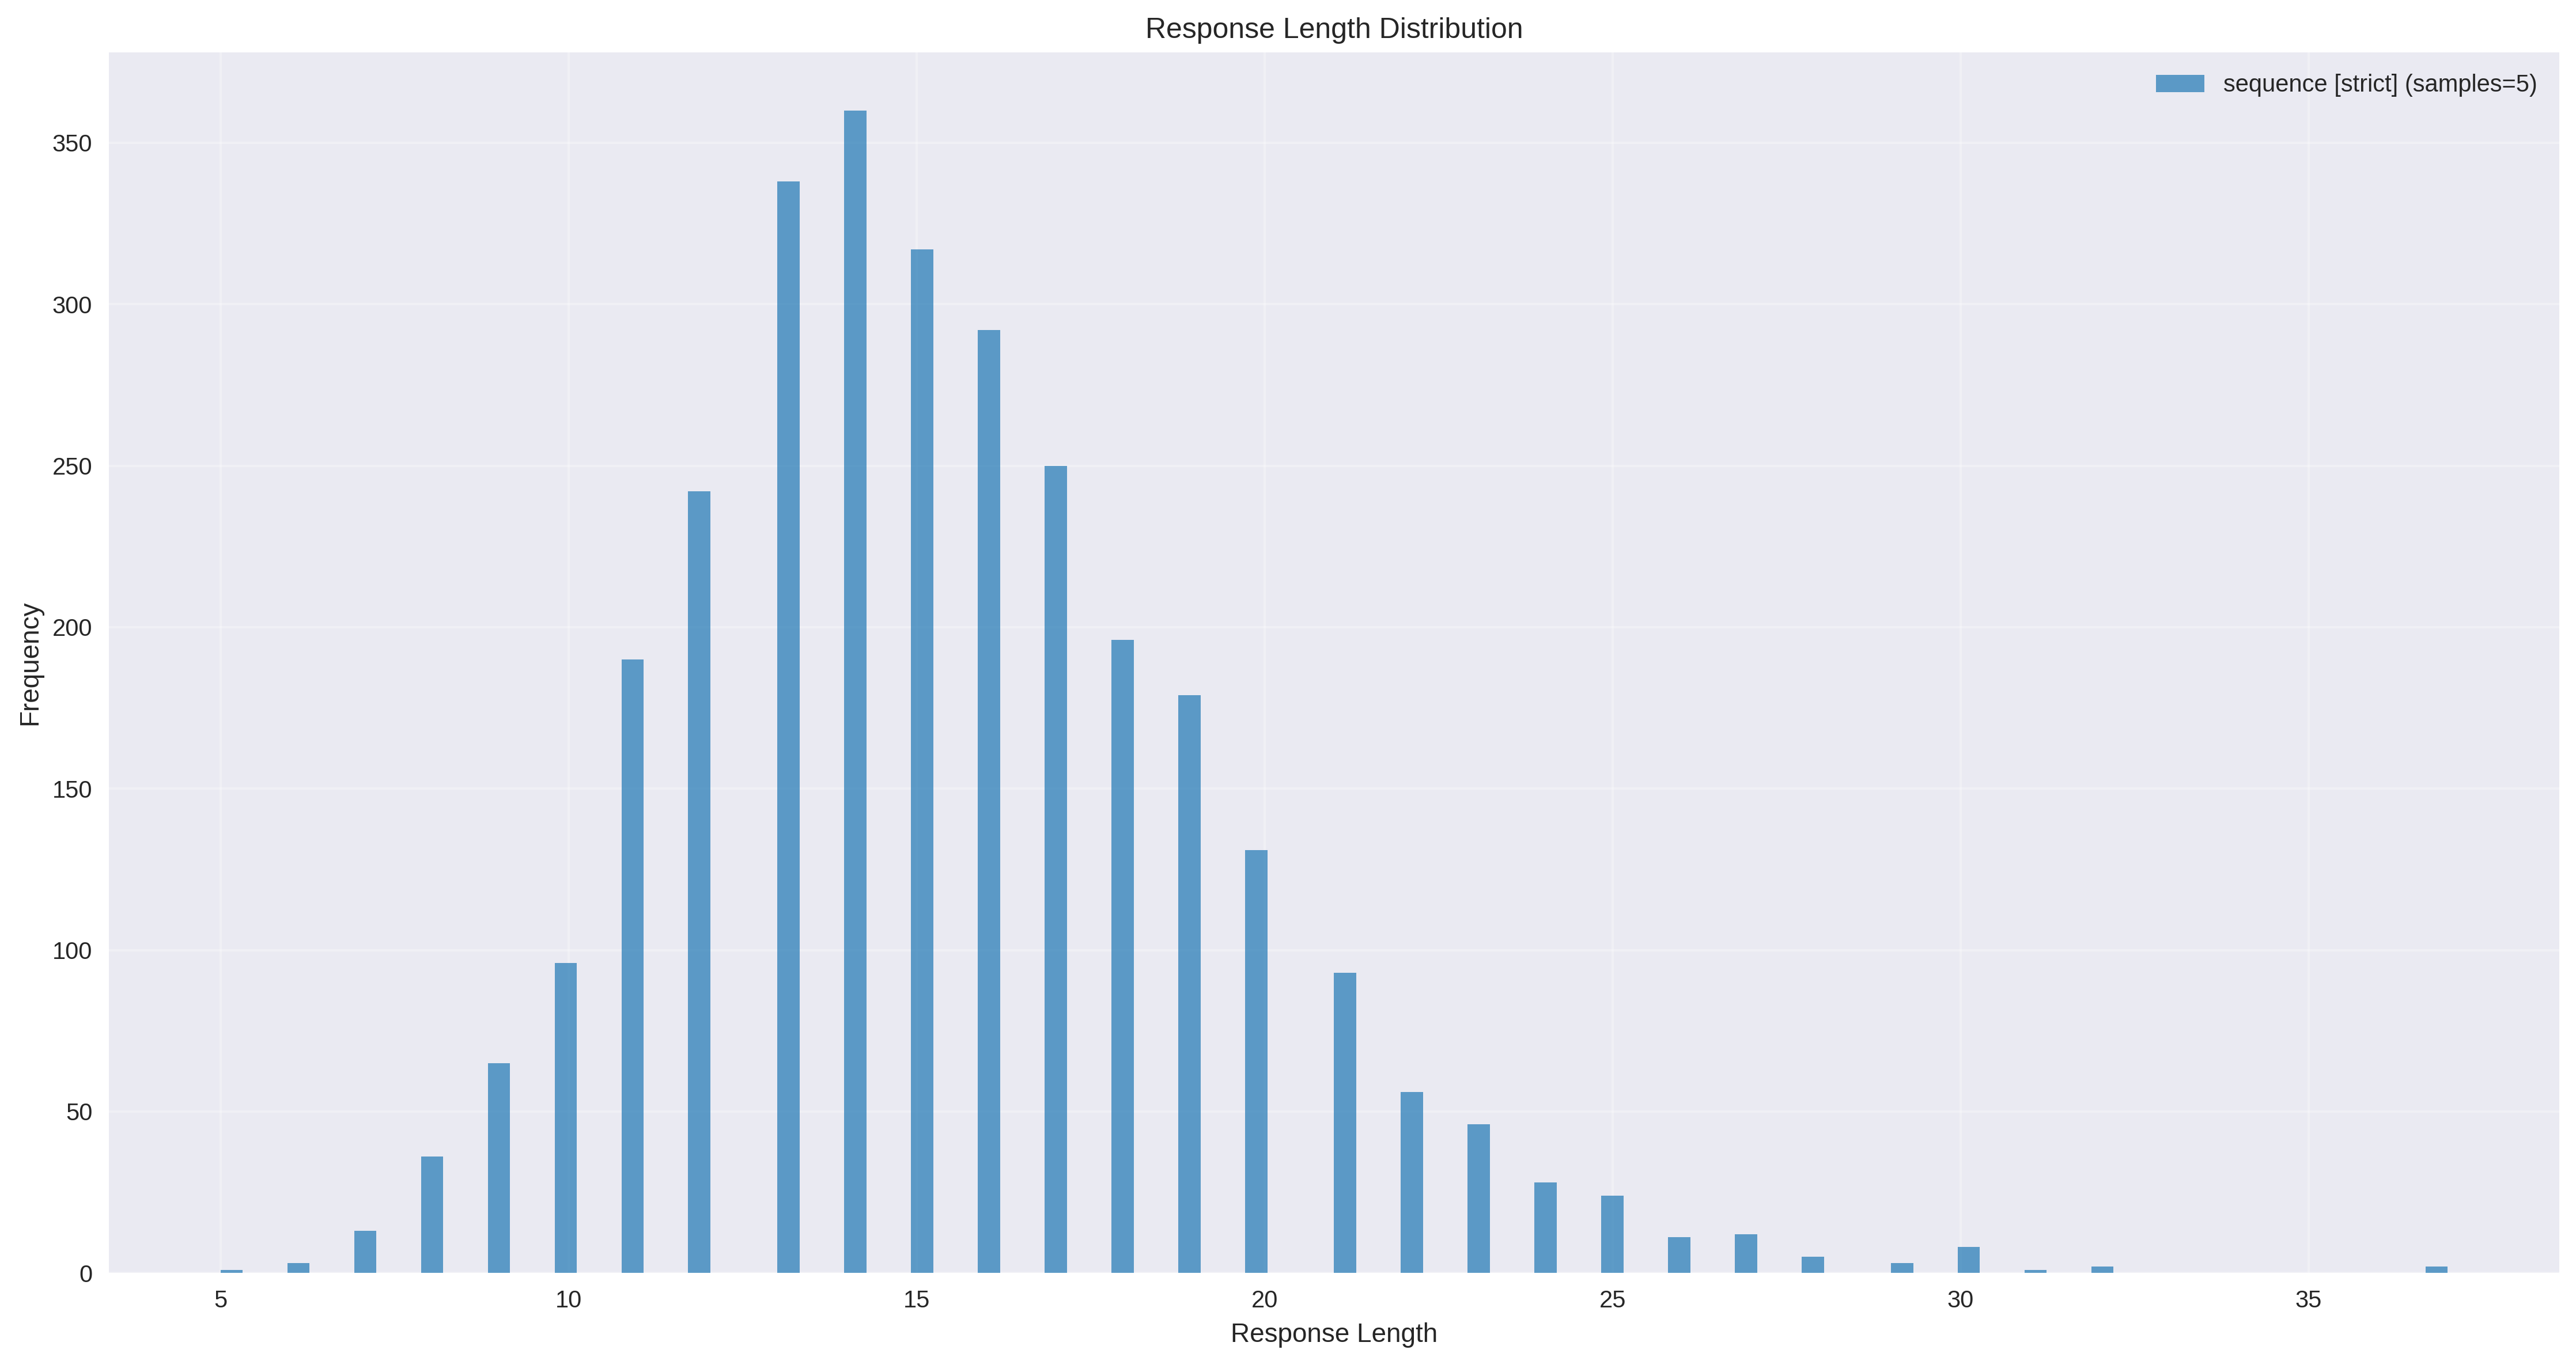 Response Length Distribution
sequence [strict] (samples=5)
Frequency
350
300
250
200
150
100
50
0
5 10 15 20 25 30 35
Response Length